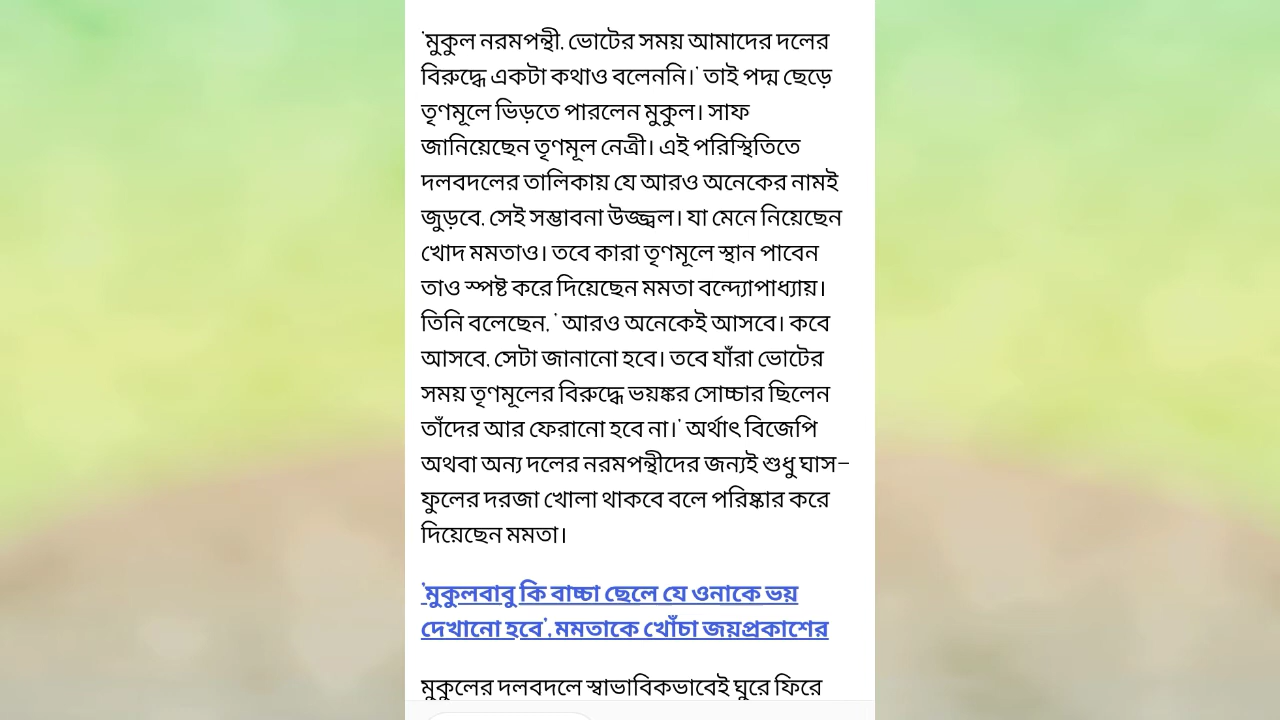 'মুকুল নরমপন্থী, ভোটের সময় আমাদের দলের
বিরুদ্ধে একটা কথাও বলেননি।' তাই পদ্ম ছেড়ে
তৃণমূলে ভিড়তে পারলেন মুকুল। সাফ
জানিয়েছেন তৃণমূল নেত্রী। এই পরিস্থিতিতে
দলবদলের তালিকায় যে আরও অনেকের নামই
জুড়বে, সেই সম্ভাবনা উজ্জ্বল। যা মেনে নিয়েছেন
খোদ মমতাও। তবে কারা তৃণমূলে স্থান পাবেন
তাও স্পষ্ট করে দিয়েছেন মমতা বন্দ্যোপাধ্যায়।
তিনি বলেছেন, ' আরও অনেকেই আসবে। কবে
আসবে, সেটা জানানো হবে। তবে যাঁরা ভোটের
সময় তৃণমূলের বিরুদ্ধে ভয়ঙ্কর সোচ্চার ছিলেন
তাঁদের আর ফেরানো হবে না।' অর্থাৎ বিজেপি
অথবা অন্য দলের নরমপন্থীদের জন্যই শুধু ঘাস–
ফুলের দরজা খোলা থাকবে বলে পরিষ্কার করে
দিয়েছেন মমতা।
'মুকুলবাবু কি বাচ্চা ছেলে যে ওনাকে ভয়
দেখানো হবে', মমতাকে খোঁচা জয়প্রকাশের
মুকুলের দলবদলে স্বাভাবিকভাবেই ঘুরে ফিরে